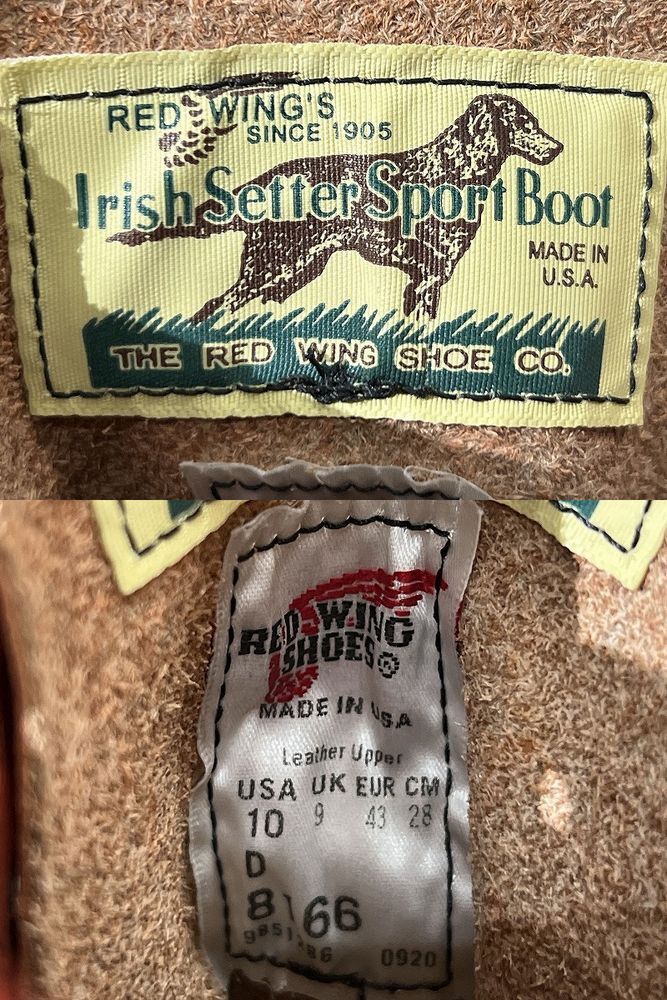 RED WING'S
SINCE 1905
Irish Setter Sport Boot
MADE IN
U.S.A.
THE RED WING SHOE CO.
RED WING
SHOES®
MADE IN USA
Leather Upper
USA UK EUR CM
10 9 43 28
D
8166
0920